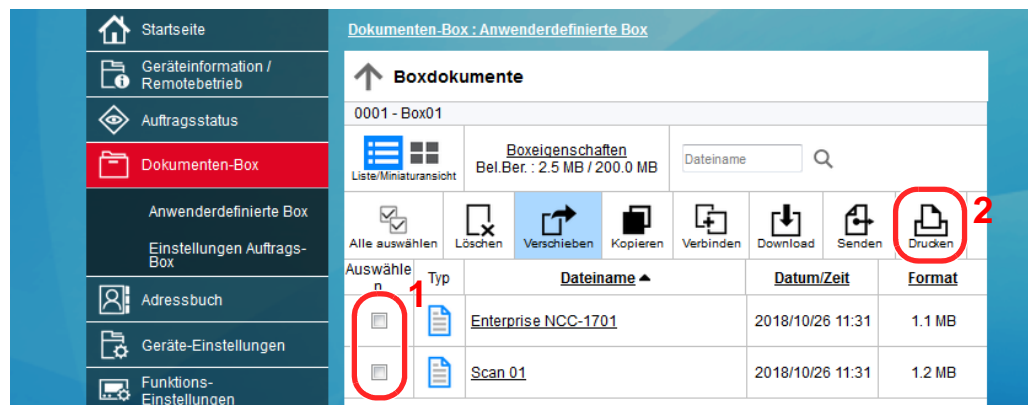 Startseite
Geräteinformation /
Remotebetrieb
Auftragsstatus
Dokumenten-Box
Anwenderdefinierte Box
Einstellungen Auftrags-
Box
Adressbuch
Geräte-Einstellungen
Funktions-
Einstellungen
Dokumenten-Box : Anwenderdefinierte Box
Boxdokumente
0001 - Box01
Liste/Miniaturansicht
Boxeigenschaften
Bel.Ber. : 2.5 MB / 200.0 MB
Dateiname
Alle auswählen Löschen Verschieben Kopieren Verbinden Download Senden Drucken 2
Auswähle
n Typ Dateiname Datum/Zeit Format
1
Enterprise NCC-1701 2018/10/26 11:31 1.1 MB
Scan 01 2018/10/26 11:31 1.2 MB